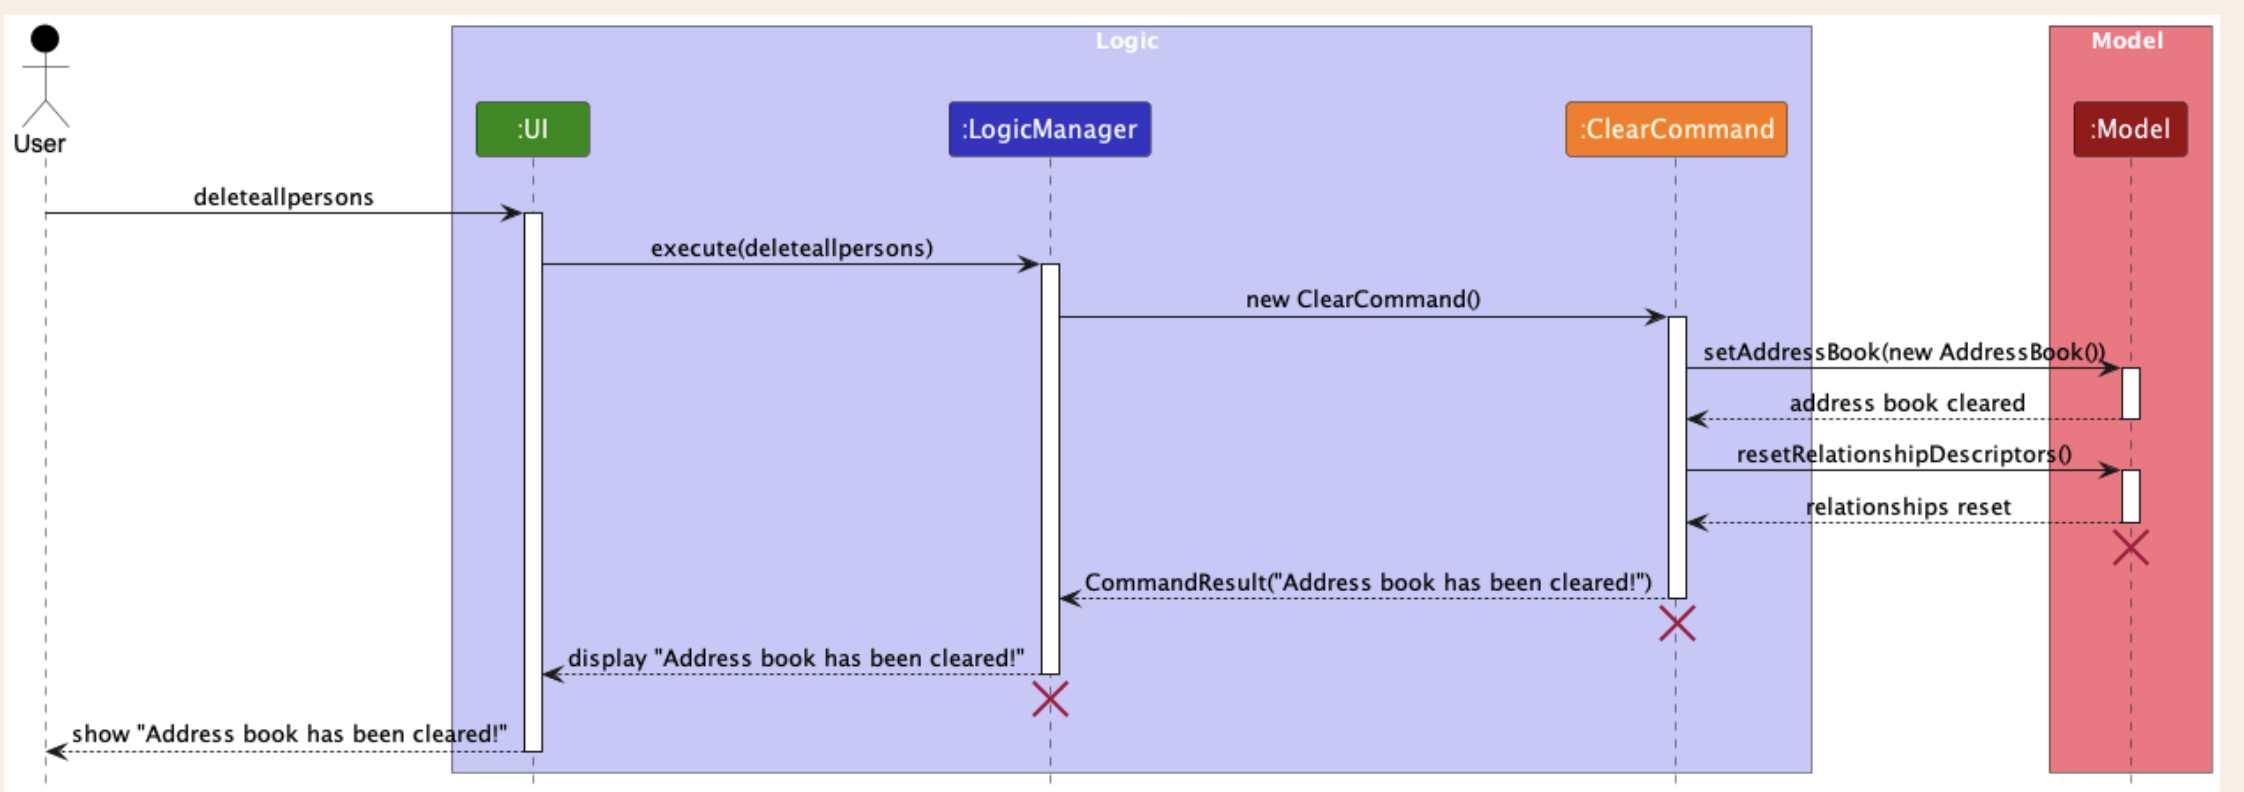 Logic
Model
User
:UI
:LogicManager
:ClearCommand
:Model
deleteallpersons
execute(deleteallpersons)
new ClearCommand()
setAddressBook(new AddressBook())
address book cleared
resetRelationshipDescriptors()
relationships reset
CommandResult("Address book has been cleared!")
display "Address book has been cleared!"
show "Address book has been cleared!"